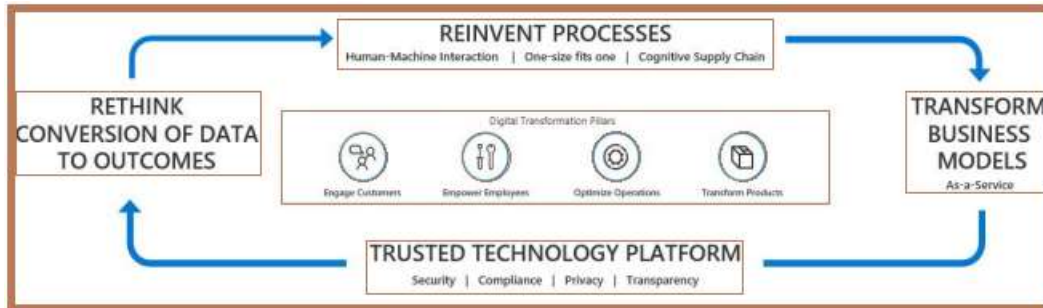 REINVENT PROCESSES
Human-Machine Interaction | One-size fits one | Cognitive Supply Chain
RETHINK
CONVERSION OF DATA
TO OUTCOMES
Digital Transformation Pillars
Engage Customers
Empower Employees
Optimize Operations
Transform Products
TRANSFORM
BUSINESS
MODELS
As-a-Service
TRUSTED TECHNOLOGY PLATFORM
Security | Compliance | Privacy | Transparency